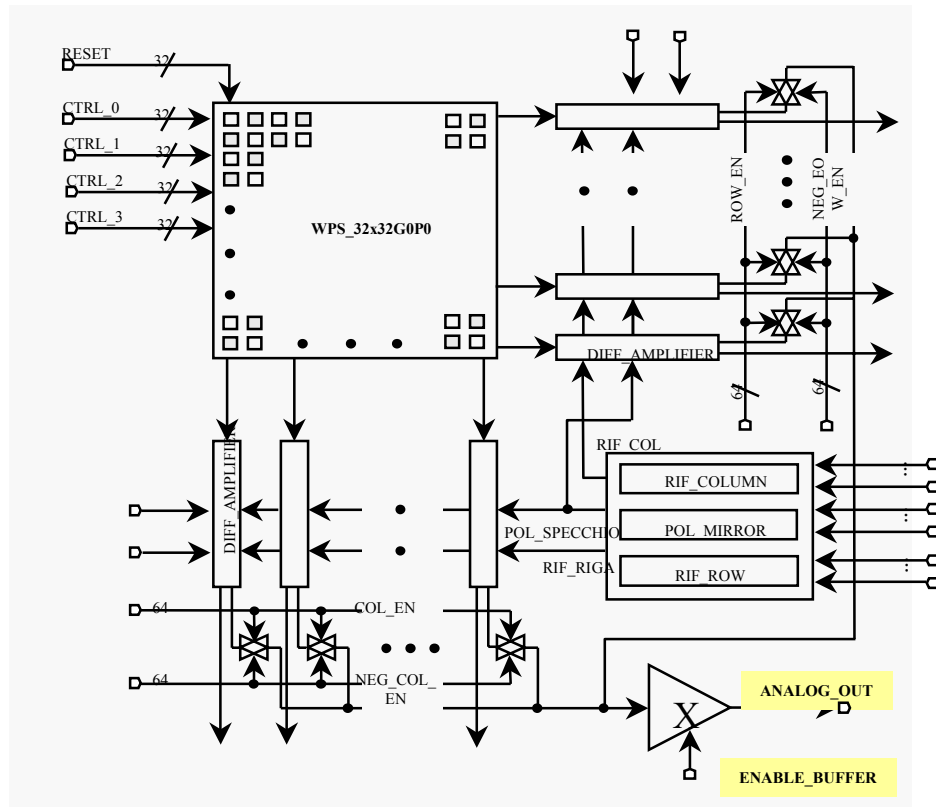 RESET
32
CTRL_0
32
CTRL_1
32
CTRL_2
32
CTRL_3
32
WPS_32x32G0P0
ROW_EN
NEG_EO
W_EN
DIFF_AMPLIFIER
64
64
DIFF_AMPLIFIER
RIF_COL
RIF_COLUMN
POL_SPECCHIO
POL_MIRROR
RIF_RIGA
RIF_ROW
64
COL_EN
64
NEG_COL_
EN
X
ANALOG_OUT
ENABLE_BUFFER